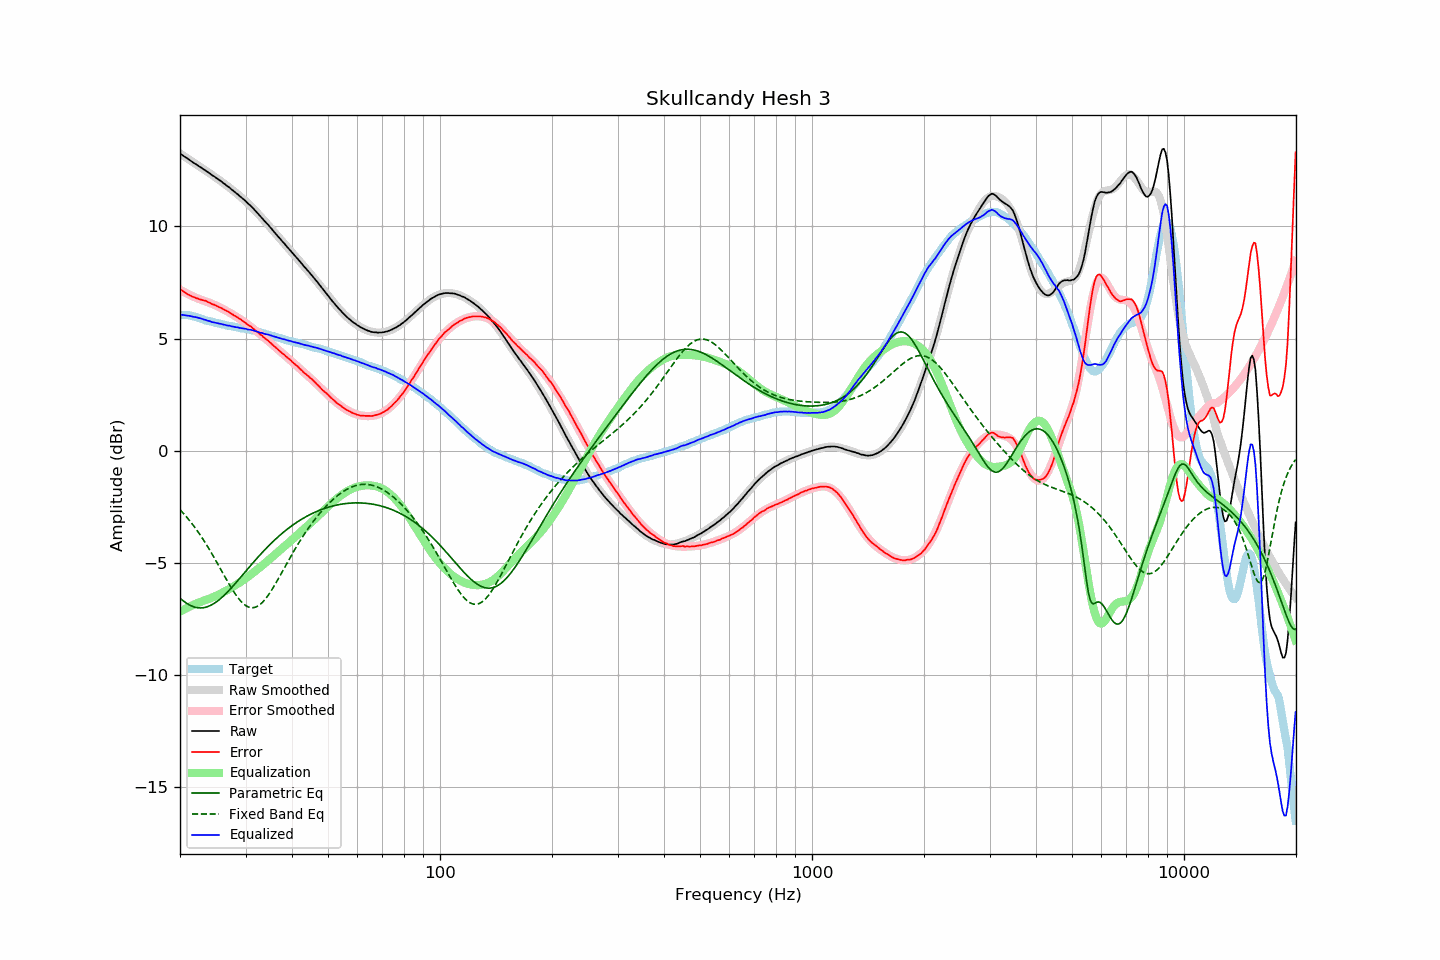 Skullcandy Hesh 3
Amplitude (dBr)
10
5
0
−5
−10
−15
Target
Raw Smoothed
Error Smoothed
Raw
Error
Equalization
Parametric Eq
Fixed Band Eq
Equalized
100
1000
10000
Frequency (Hz)